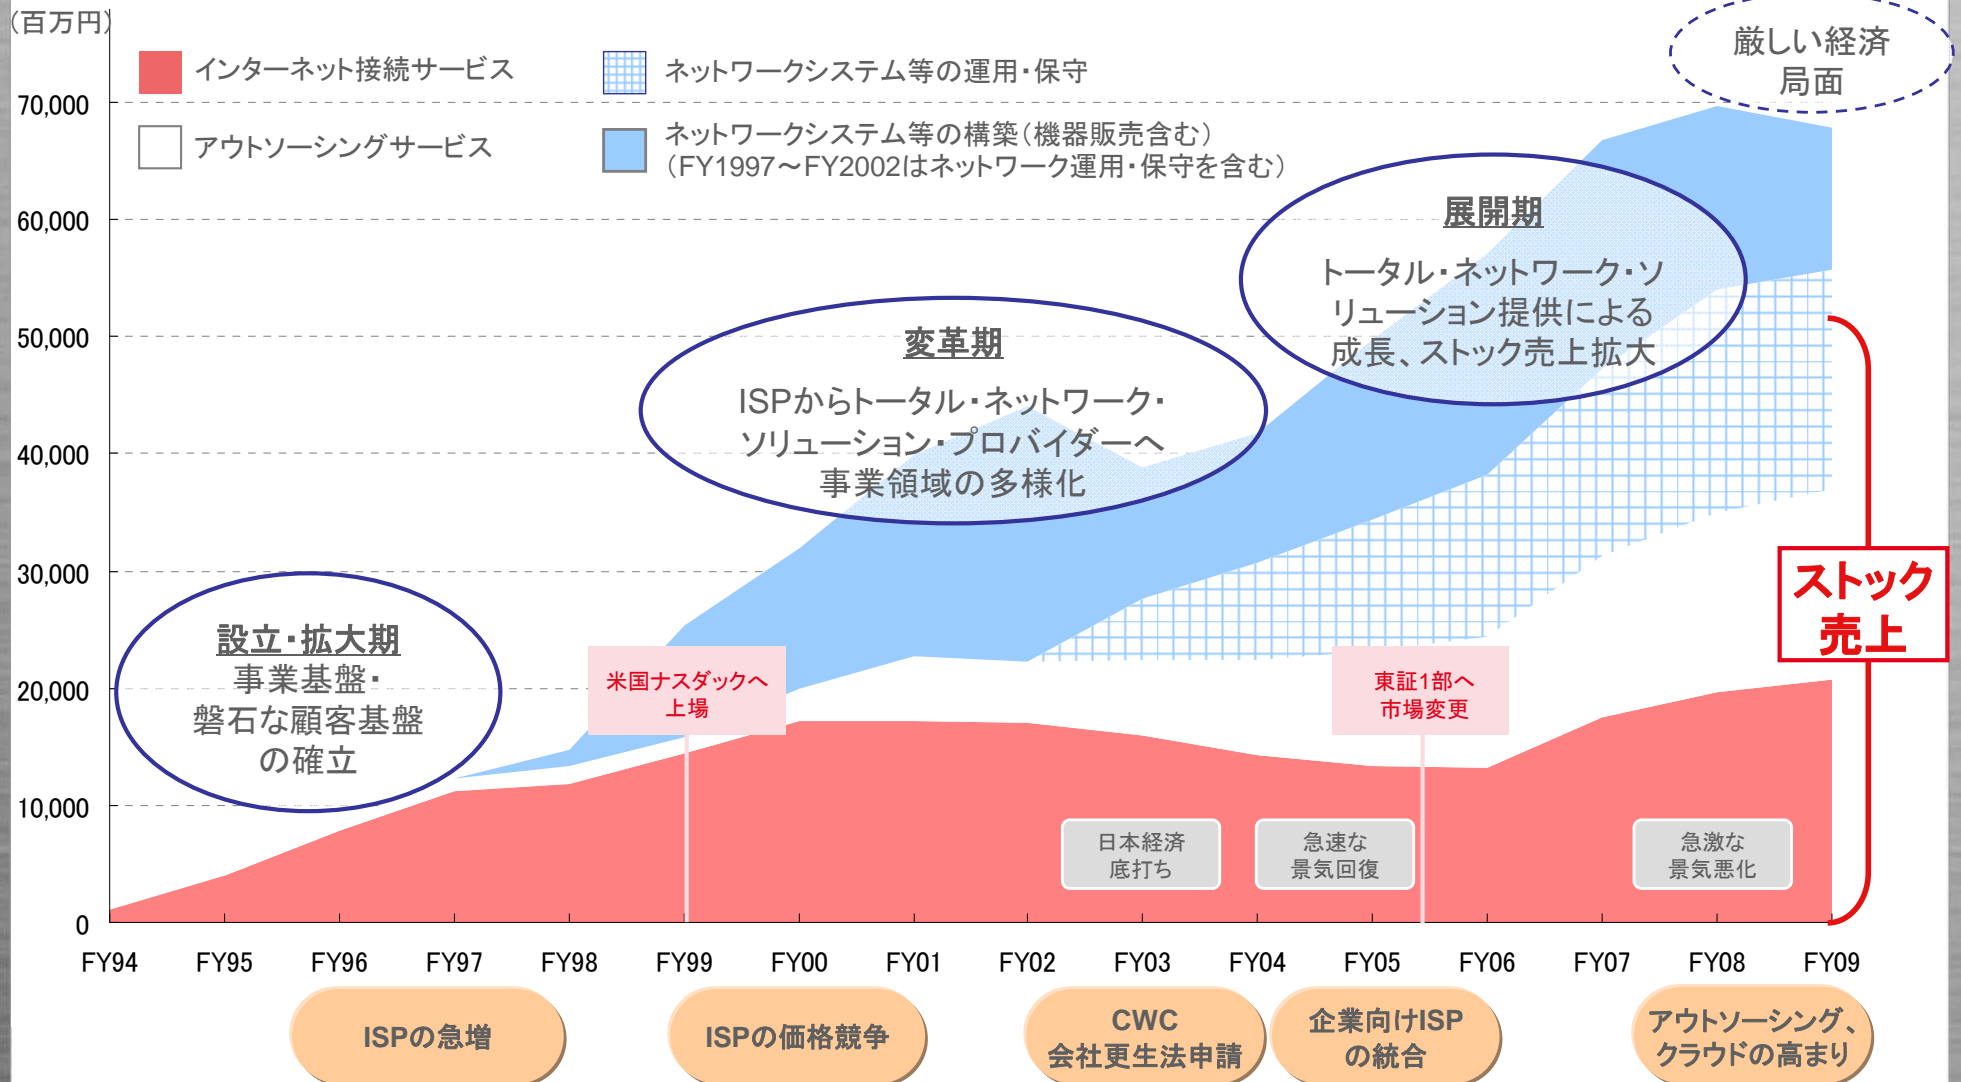 (百万円)
インターネット接続サービス
ネットワークシステム等の運用・保守
アウトソーシングサービス
ネットワークシステム等の構築(機器販売含む)
(FY1997~FY2002はネットワーク運用・保守を含む)
厳しい経済
局面
70,000
60,000
50,000
40,000
30,000
20,000
10,000
0
設立・拡大期
事業基盤・
磐石な顧客基盤
の確立
変革期
ISPからトータル・ネットワーク・
ソリューション・プロバイダーへ
事業領域の多様化
展開期
トータル・ネットワーク・ソ
リューション提供による
成長、ストック売上拡大
米国ナスダックへ
上場
東証1部へ
市場変更
ストック
売上
日本経済
底打ち
急速な
景気回復
急激な
景気悪化
FY94
FY95
FY96
FY97
FY98
FY99
FY00
FY01
FY02
FY03
FY04
FY05
FY06
FY07
FY08
FY09
ISPの急増
ISPの価格競争
CWC
会社更生法申請
企業向けISP
の統合
アウトソーシング、
クラウドの高まり